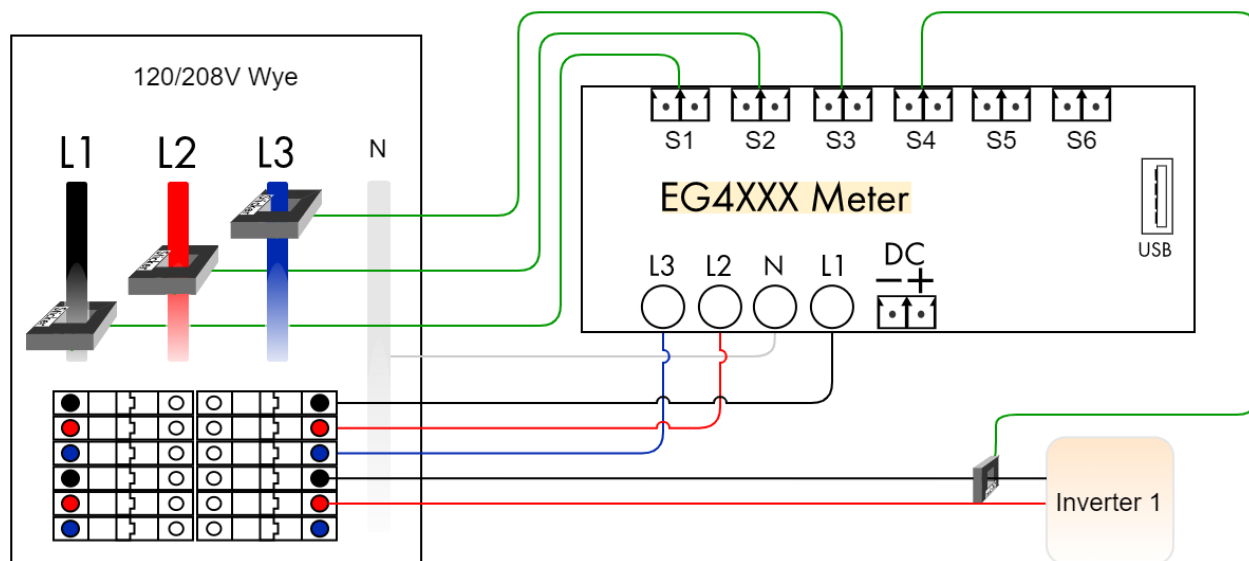 120/208V Wye
L1
L2
L3
N
S1
S2
S3
S4
S5
S6
EG4XXX Meter
USB
L3
L2
N
L1
DC
− +
Inverter 1